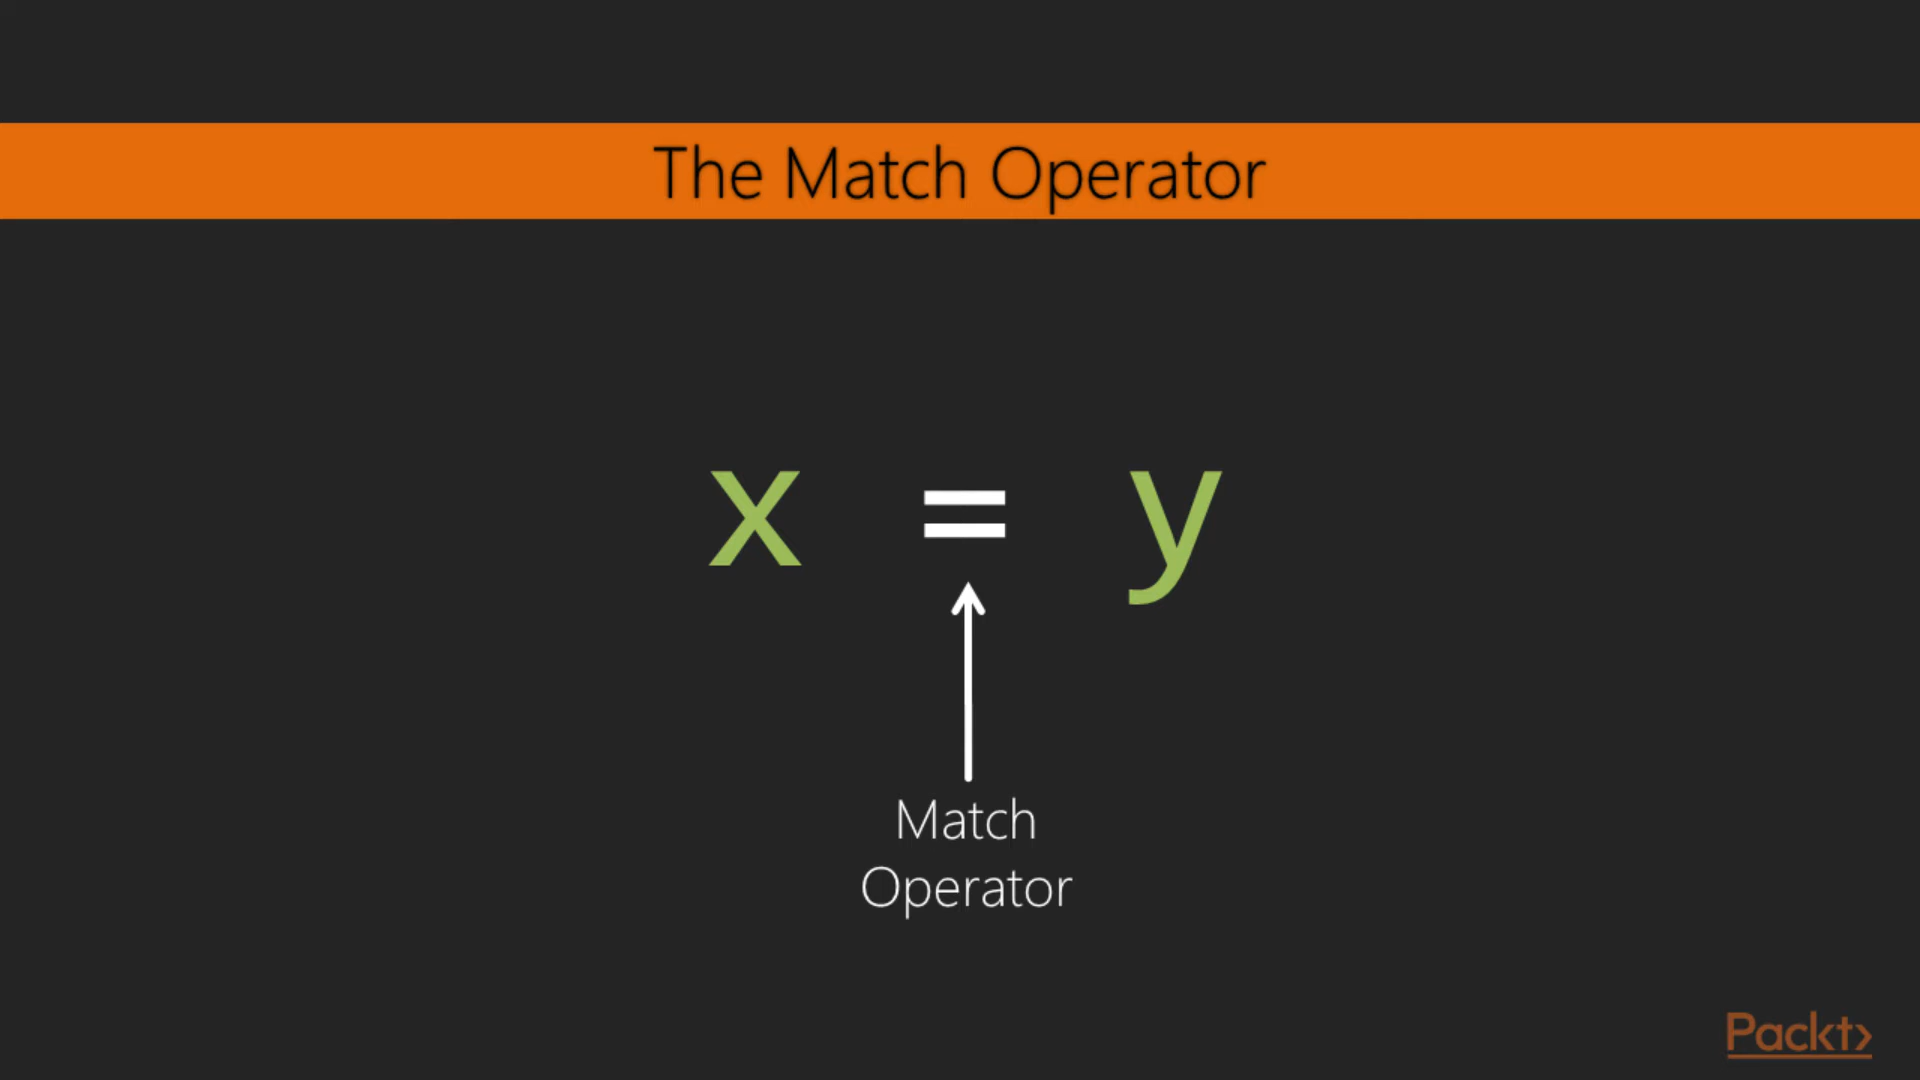 The Match Operator
x = y
Match
Operator
Packt>